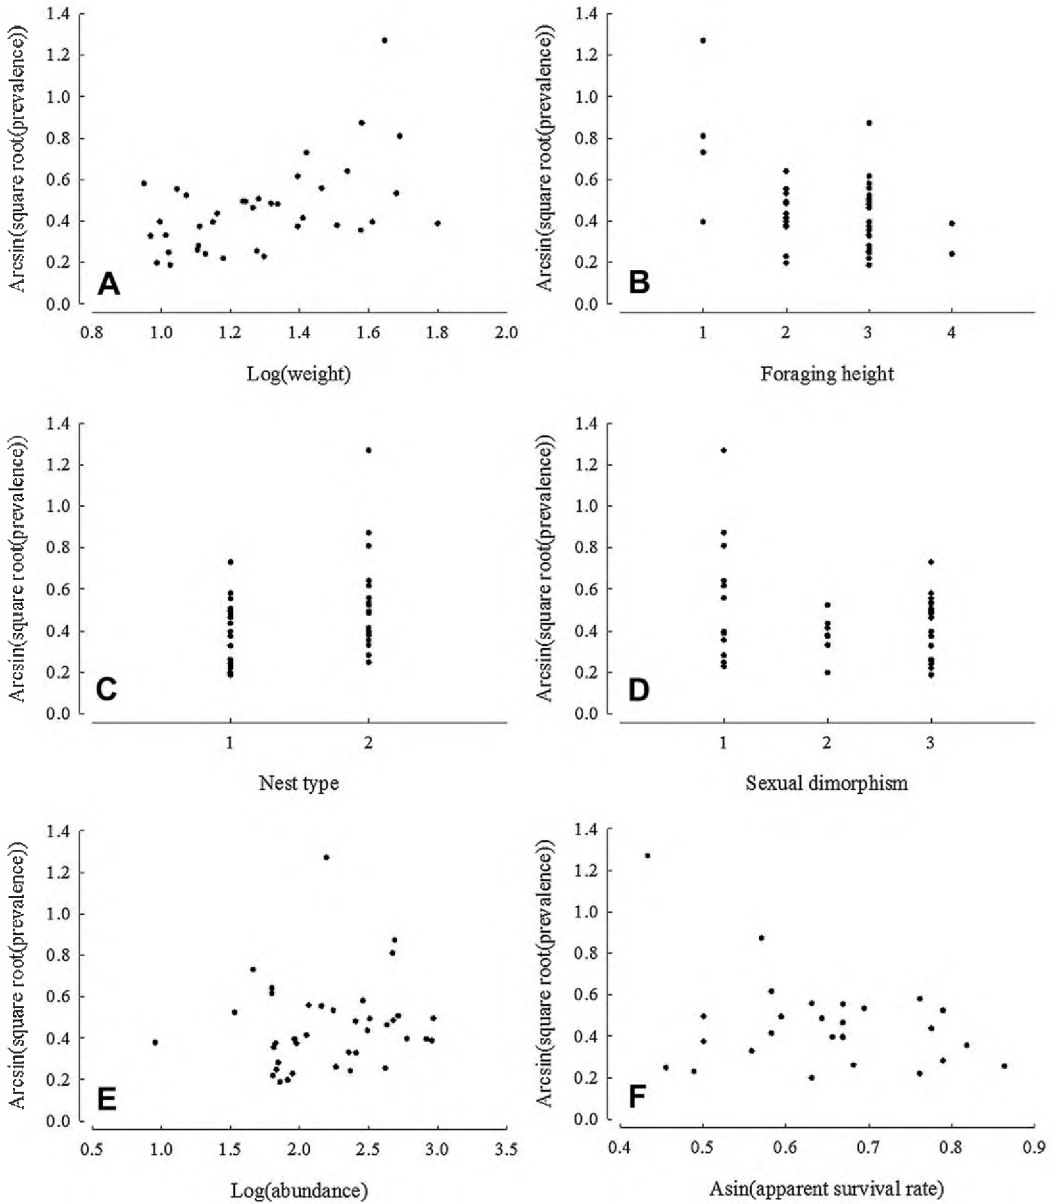 Arcsin(square root(prevalence))
1.4
1.2
1.0
0.8
0.6
0.4
0.2
0.0
A
0.8 1.0 1.2 1.4 1.6 1.8 2.0
Log(weight)
Arcsin(square root(prevalence))
1.4
1.2
1.0
0.8
0.6
0.4
0.2
0.0
B
1 2 3 4
Foraging height
Arcsin(square root(prevalence))
1.4
1.2
1.0
0.8
0.6
0.4
0.2
0.0
C
1 2
Nest type
Arcsin(square root(prevalence))
1.4
1.2
1.0
0.8
0.6
0.4
0.2
0.0
D
1 2 3
Sexual dimorphism
Arcsin(square root(prevalence))
1.4
1.2
1.0
0.8
0.6
0.4
0.2
0.0
E
0.5 1.0 1.5 2.0 2.5 3.0 3.5
Log(abundance)
Arcsin(square root(prevalence))
1.4
1.2
1.0
0.8
0.6
0.4
0.2
0.0
F
0.4 0.5 0.6 0.7 0.8 0.9
Asin(apparent survival rate)